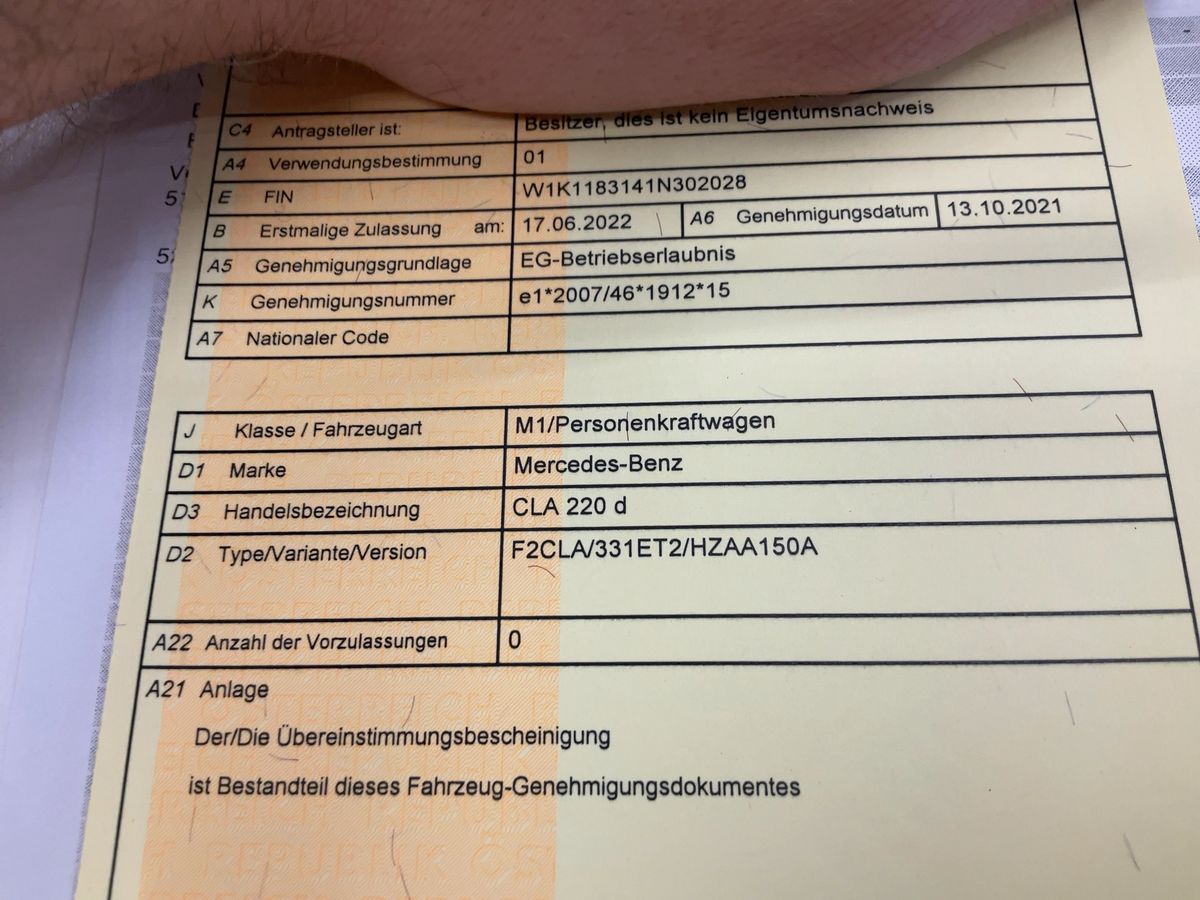 C4 Antragsteller ist: Besitzer, dies ist kein Eigentumsnachweis
A4 Verwendungsbestimmung 01
E FIN W1K1183141N302028
B Erstmalige Zulassung am: 17.06.2022 A6 Genehmigungsdatum 13.10.2021
A5 Genehmigungsgrundlage EG-Betriebserlaubnis
K Genehmigungsnummer e1*2007/46*1912*15
A7 Nationaler Code
J Klasse / Fahrzeugart M1/Personenkraftwagen
D1 Marke Mercedes-Benz
D3 Handelsbezeichnung CLA 220 d
D2 Type/Variante/Version F2CLA/331ET2/HZAA150A
A22 Anzahl der Vorzulassungen 0
A21 Anlage
Der/Die Übereinstimmungsbescheinigung
ist Bestandteil dieses Fahrzeug-Genehmigungsdokumentes